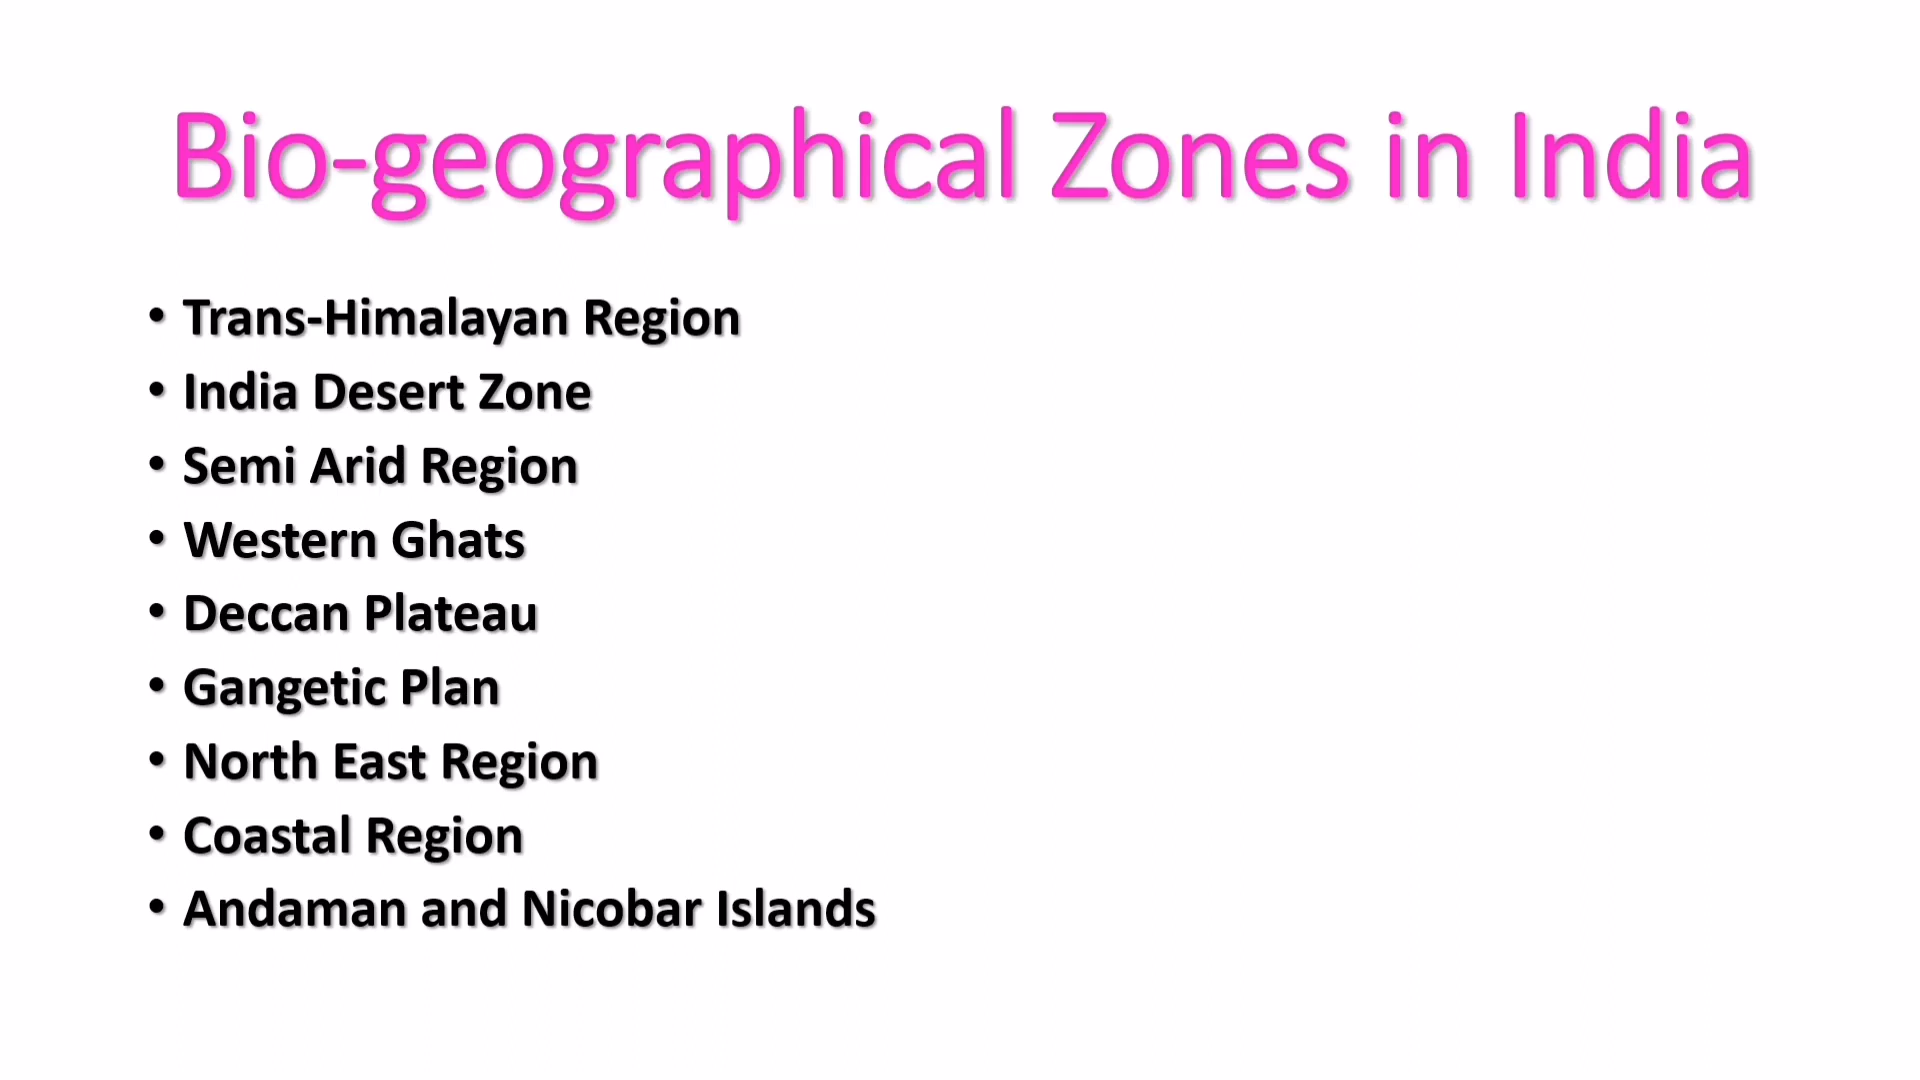 Bio-geographical Zones in India
• Trans-Himalayan Region
• India Desert Zone
• Semi Arid Region
• Western Ghats
• Deccan Plateau
• Gangetic Plan
• North East Region
• Coastal Region
• Andaman and Nicobar Islands